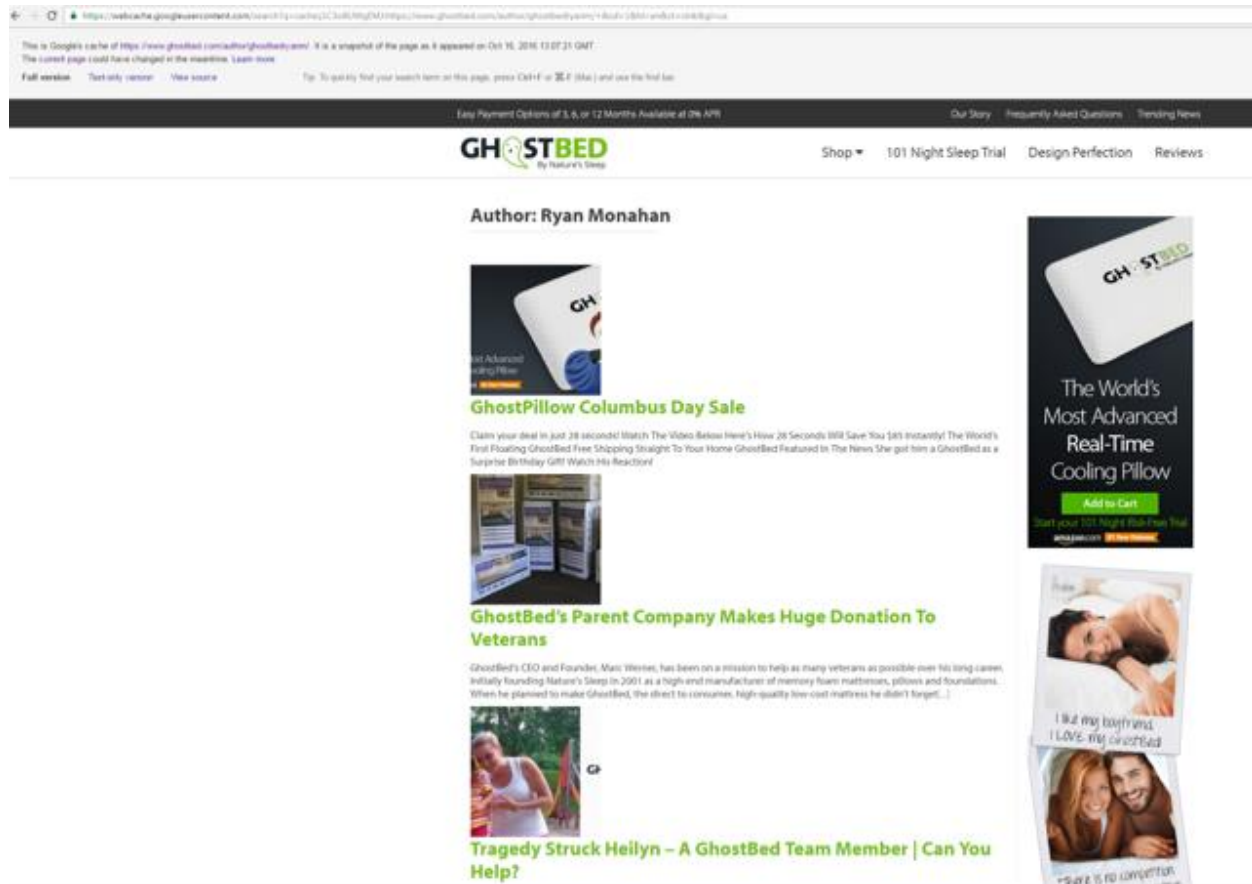 This is Google's cache of https://www.ghostbed.com/author/ghostbedryanm/. It is a snapshot of the page as it appeared on Oct 16, 2016 13:07:21 GMT.
The current page could have changed in the meantime. Learn more
Full version Text-only version View source Tip: To quickly find your search term on this page, press Ctrl+F or ⌘-F (Mac) and use the find bar.
Easy Payment Options of 3, 6, or 12 Months Available at 0% APR Our Story Frequently Asked Questions Trending News
GHOSTBED
By Nature's Sleep
Shop 101 Night Sleep Trial Design Perfection Reviews
Author: Ryan Monahan
GH
GhostPillow Columbus Day Sale
Claim your deal in just 28 seconds! Watch The Video Below Here's How 28 Seconds Will Save You $85 Instantly! The World's
First Floating GhostBed Free Shipping Straight To Your Home GhostBed Featured In The News She got him a GhostBed as a
Surprise Birthday Gift! Watch His Reaction!
GhostBed's Parent Company Makes Huge Donation To
Veterans
GhostBed's CEO and Founder, Marc Werner, has been on a mission to help as many veterans as possible over his long career.
Initially founding Nature's Sleep in 2001 as a high-end manufacturer of memory foam mattresses, pillows and foundations.
When he planned to make GhostBed, the direct to consumer, high-quality low-cost mattress he didn't forget[...]
GH
Tragedy Struck Heilyn – A GhostBed Team Member | Can You
Help?
GHOSTBED
The World's
Most Advanced
Real-Time
Cooling Pillow
Add to Cart
Start your 101 Night Risk-Free Trial
amazon.com #1 New Release
I like my boyfriend
I LOVE my GhostBed
There is no competition